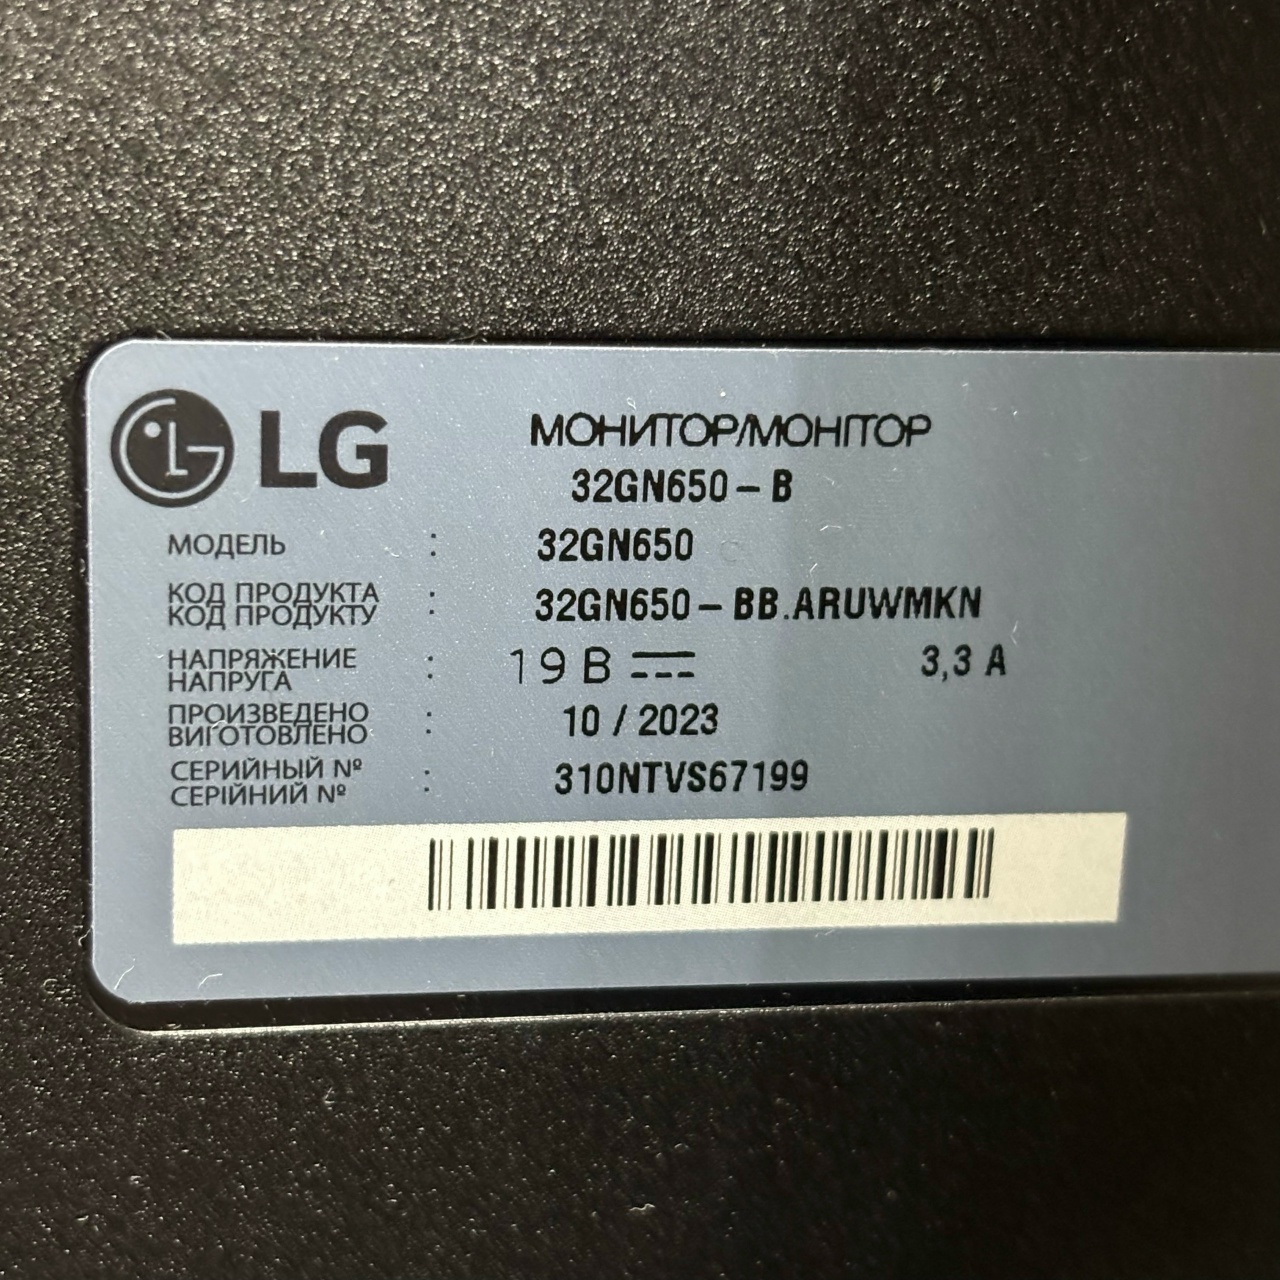 LG
МОНИТОР/МОНІТОР
32GN650-B
МОДЕЛЬ : 32GN650
КОД ПРОДУКТА
КОД ПРОДУКТУ : 32GN650-BB.ARUWMKN
НАПРЯЖЕНИЕ
НАПРУГА : 19 В 3,3 А
ПРОИЗВЕДЕНО
ВИГОТОВЛЕНО : 10 / 2023
СЕРИЙНЫЙ №
СЕРІЙНИЙ № : 310NTVS67199